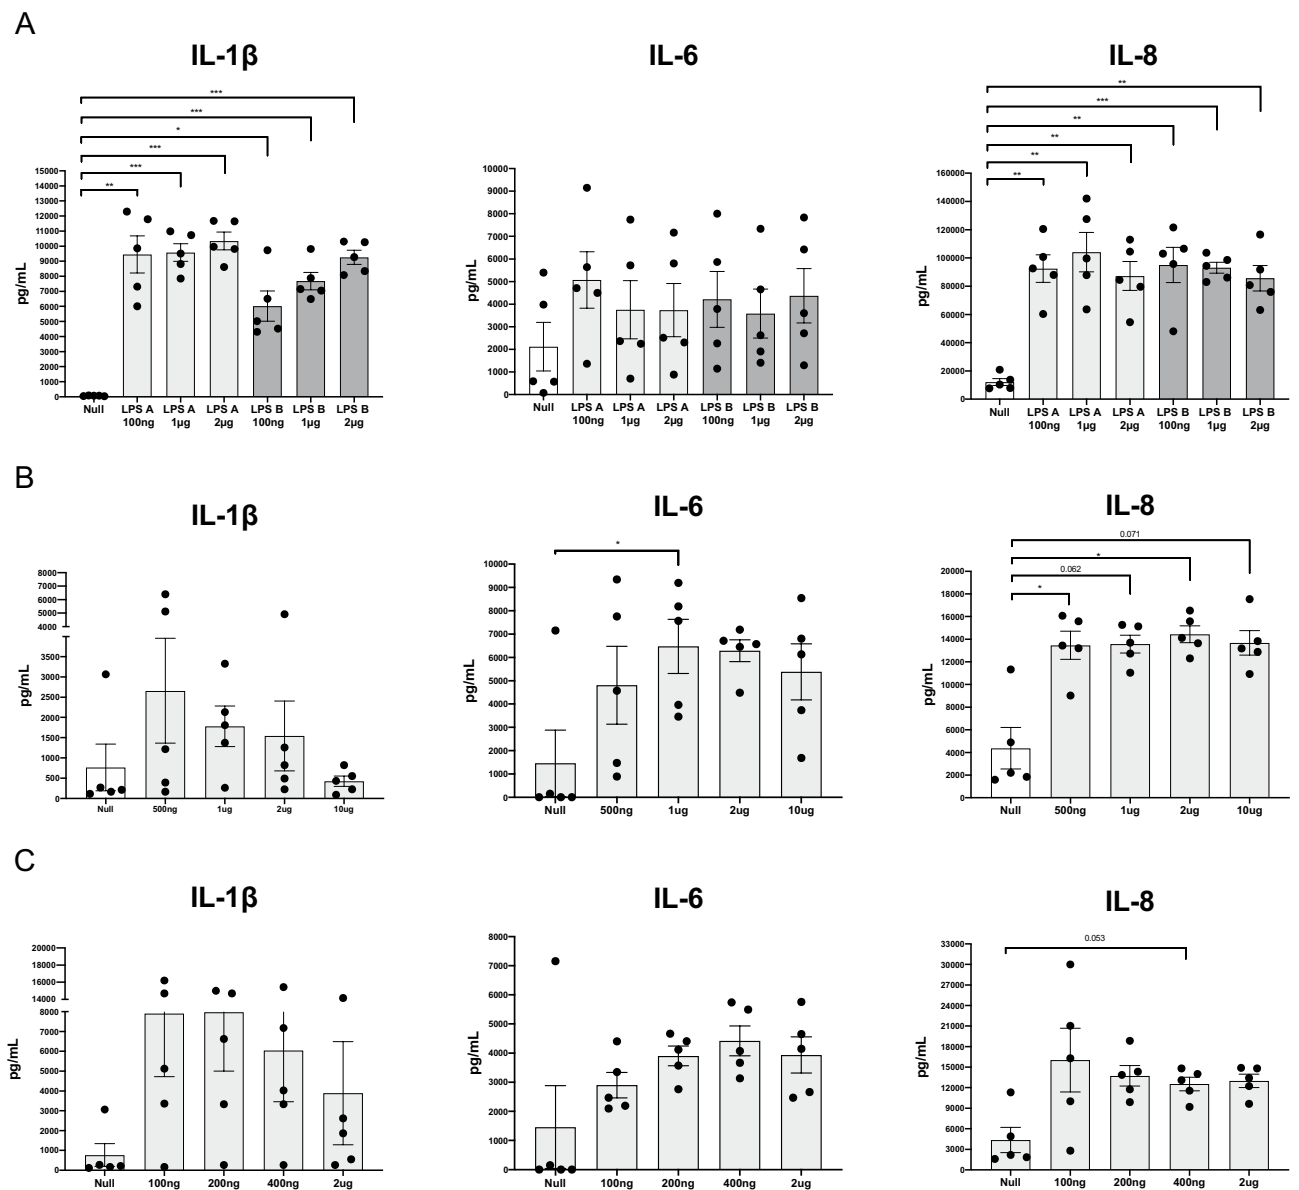 A
IL-1β
IL-6
IL-8
***
***
*
***
***
**
**
***
**
**
**
**
pg/mL
15000
14000
13000
12000
11000
10000
9000
8000
7000
6000
5000
4000
3000
2000
1000
0
Null
LPS A 100ng
LPS A 1µg
LPS A 2µg
LPS B 100ng
LPS B 1µg
LPS B 2µg
pg/mL
10000
9000
8000
7000
6000
5000
4000
3000
2000
1000
0
Null
LPS A 100ng
LPS A 1µg
LPS A 2µg
LPS B 100ng
LPS B 1µg
LPS B 2µg
pg/mL
160000
140000
120000
100000
80000
60000
40000
20000
0
Null
LPS A 100ng
LPS A 1µg
LPS A 2µg
LPS B 100ng
LPS B 1µg
LPS B 2µg
B
IL-1β
IL-6
IL-8
pg/mL
8000
7000
6000
5000
4000
3500
3000
2500
2000
1500
1000
500
0
Null 500ng 1ug 2ug 10ug
*
pg/mL
10000
9000
8000
7000
6000
5000
4000
3000
2000
1000
0
Null 500ng 1ug 2ug 10ug
0.071
*
0.062
*
pg/mL
20000
18000
16000
14000
12000
10000
8000
6000
4000
2000
0
Null 500ng 1ug 2ug 10ug
C
IL-1β
IL-6
IL-8
pg/mL
20000
18000
16000
14000
8000
7000
6000
5000
4000
3000
2000
1000
0
Null 100ng 200ng 400ng 2ug
pg/mL
8000
7000
6000
5000
4000
3000
2000
1000
0
Null 100ng 200ng 400ng 2ug
0.053
pg/mL
33000
30000
27000
24000
21000
18000
15000
12000
9000
6000
3000
0
Null 100ng 200ng 400ng 2ug